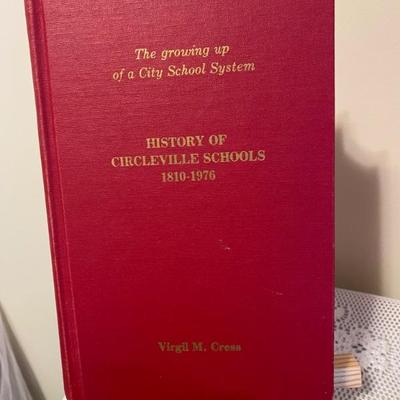 The growing up
of a City School System
HISTORY OF
CIRCLEVILLE SCHOOLS
1810-1976
Virgil M. Cress